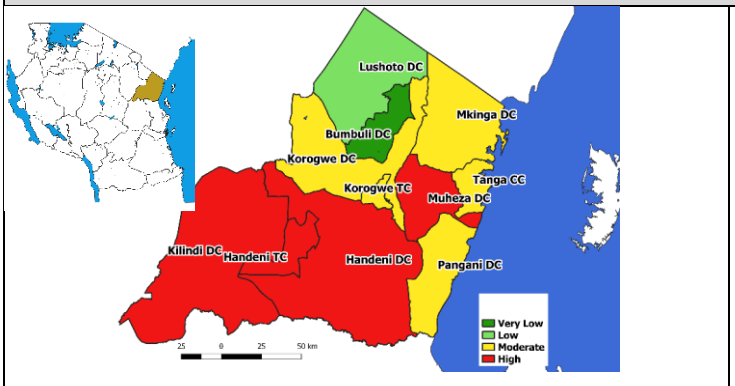 Lushoto DC
Mkinga DC
Bumbuli DC
Korogwe DC
Tanga CC
Korogwe TC
Muheza DC
Kilindi DC
Handeni TC
Handeni DC
Pangani DC
Very Low
Low
Moderate
High
25 0 25 50 km